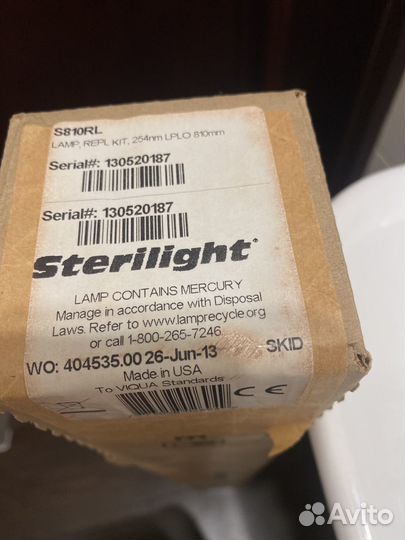 S810RL
LAMP, REPL KIT, 254nm LPLO 810mm
Serial#: 130520187
Serial#: 130520187
Sterilight®
LAMP CONTAINS MERCURY
Manage in accordance with Disposal
Laws. Refer to www.lamprecycle.org
or call 1-800-265-7246
WO: 404535.00 26-Jun-13 SKID
Made in USA
To VIQUA Standards
CE
Avito